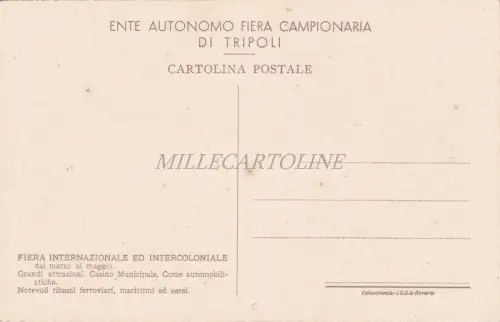 ENTE AUTONOMO FIERA CAMPIONARIA
DI TRIPOLI
CARTOLINA POSTALE
MILLECARTOLINE
FIERA INTERNAZIONALE ED INTERCOLONIALE
dal marzo al maggio.
Grandi attrazioni. Casino Municipale. Corse automobili-
stiche.
Notevoli ribassi ferroviari, marittimi ed aerei.